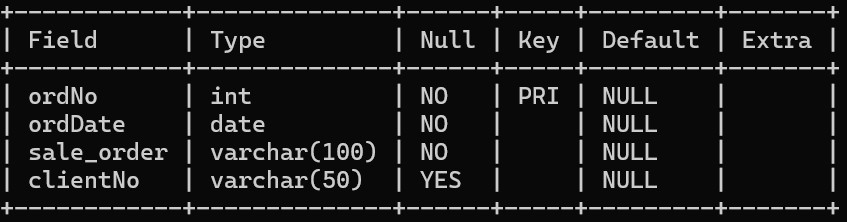 +------------+--------------+------+-----+---------+-------+
| Field      | Type         | Null | Key | Default | Extra |
+------------+--------------+------+-----+---------+-------+
| ordNo      | int          | NO   | PRI | NULL    |       |
| ordDate    | date         | NO   |     | NULL    |       |
| sale_order | varchar(100) | NO   |     | NULL    |       |
| clientNo   | varchar(50)  | YES  |     | NULL    |       |
+------------+--------------+------+-----+---------+-------+